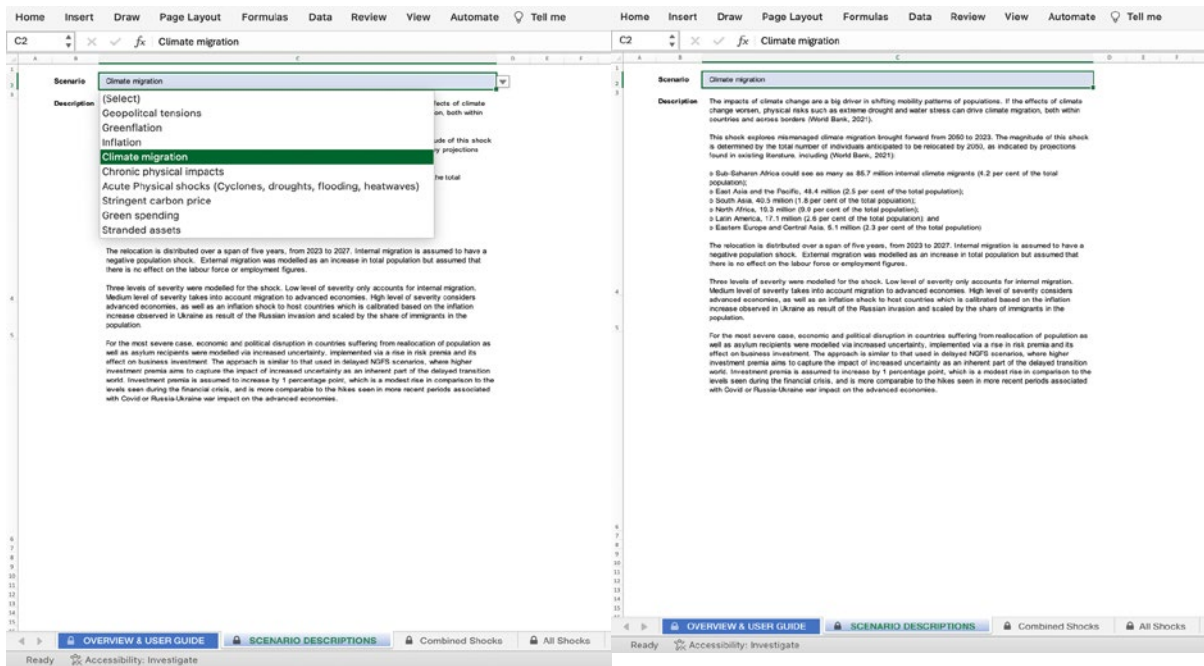 Home Insert Draw Page Layout Formulas Data Review View Automate Tell me
C2 fx Climate migration
A B C D E F
Scenario Climate migration
Description
(Select)
Geopolitcal tensions
Greenflation
Inflation
Climate migration
Chronic physical impacts
Acute Physical shocks (Cyclones, droughts, flooding, heatwaves)
Stringent carbon price
Green spending
Stranded assets
fects of climate
on, both within
ude of this shock
y projections
he total
The relocation is distributed over a span of five years, from 2023 to 2027. Internal migration is assumed to have a
negative population shock. External migration was modelled as an increase in total population but assumed that
there is no effect on the labour force or employment figures.
Three levels of severity were modelled for the shock. Low level of severity only accounts for internal migration.
Medium level of severity takes into account migration to advanced economies. High level of severity considers
advanced economies, as well as an inflation shock to host countries which is calibrated based on the inflation
increase observed in Ukraine as result of the Russian invasion and scaled by the share of immigrants in the
population
For the most severe case, economic and political disruption in countries suffering from reallocation of population as
well as asylum recipients were modelled via increased uncertainty, implemented via a rise in risk premia and its
effect on business investment. The approach is similar to that used in delayed NGFS scenarios, where higher
investment premia aims to capture the impact of increased uncertainty as an inherent part of the delayed transition
world. Investment premia is assumed to increase by 1 percentage point, which is a modest rise in comparison to the
levels seen during the financial crisis, and is more comparable to the hikes seen in more recent periods associated
with Covid or Russia-Ukraine war impact on the advanced economies.
OVERVIEW & USER GUIDE SCENARIO DESCRIPTIONS Combined Shocks All Shocks
Ready Accessibility: Investigate
Home Insert Draw Page Layout Formulas Data Review View Automate Tell me
C2 fx Climate migration
A B C D E F
Scenario Climate migration
Description The impacts of climate change are a big driver in shifting mobility patterns of populations. If the effects of climate
change worsen, physical risks such as extreme drought and water stress can drive climate migration, both within
countries and across borders (World Bank, 2021).
This shock explores mismanaged climate migration brought forward from 2050 to 2023. The magnitude of this shock
is determined by the total number of individuals anticipated to be relocated by 2050, as indicated by projections
found in existing literature, including (World Bank, 2021):
o Sub-Saharan Africa could see as many as 85.7 million internal climate migrants (4.2 per cent of the total
population);
o East Asia and the Pacific, 48.4 million (2.5 per cent of the total population);
o South Asia, 40.5 million (1.8 per cent of the total population);
o North Africa, 19.3 million (9.0 per cent of the total population);
o Latin America, 17.1 million (2.6 per cent of the total population); and
o Eastern Europe and Central Asia, 5.1 million (2.3 per cent of the total population)
The relocation is distributed over a span of five years, from 2023 to 2027. Internal migration is assumed to have a
negative population shock. External migration was modelled as an increase in total population but assumed that
there is no effect on the labour force or employment figures.
Three levels of severity were modelled for the shock. Low level of severity only accounts for internal migration.
Medium level of severity takes into account migration to advanced economies. High level of severity considers
advanced economies, as well as an inflation shock to host countries which is calibrated based on the inflation
increase observed in Ukraine as result of the Russian invasion and scaled by the share of immigrants in the
population.
For the most severe case, economic and political disruption in countries suffering from reallocation of population as
well as asylum recipients were modelled via increased uncertainty, implemented via a rise in risk premia and its
effect on business investment. The approach is similar to that used in delayed NGFS scenarios, where higher
investment premia aims to capture the impact of increased uncertainty as an inherent part of the delayed transition
world. Investment premia is assumed to increase by 1 percentage point, which is a modest rise in comparison to the
levels seen during the financial crisis, and is more comparable to the hikes seen in more recent periods associated
with Covid or Russia-Ukraine war impact on the advanced economies.
OVERVIEW & USER GUIDE SCENARIO DESCRIPTIONS Combined Shocks All Shocks
Ready Accessibility: Investigate